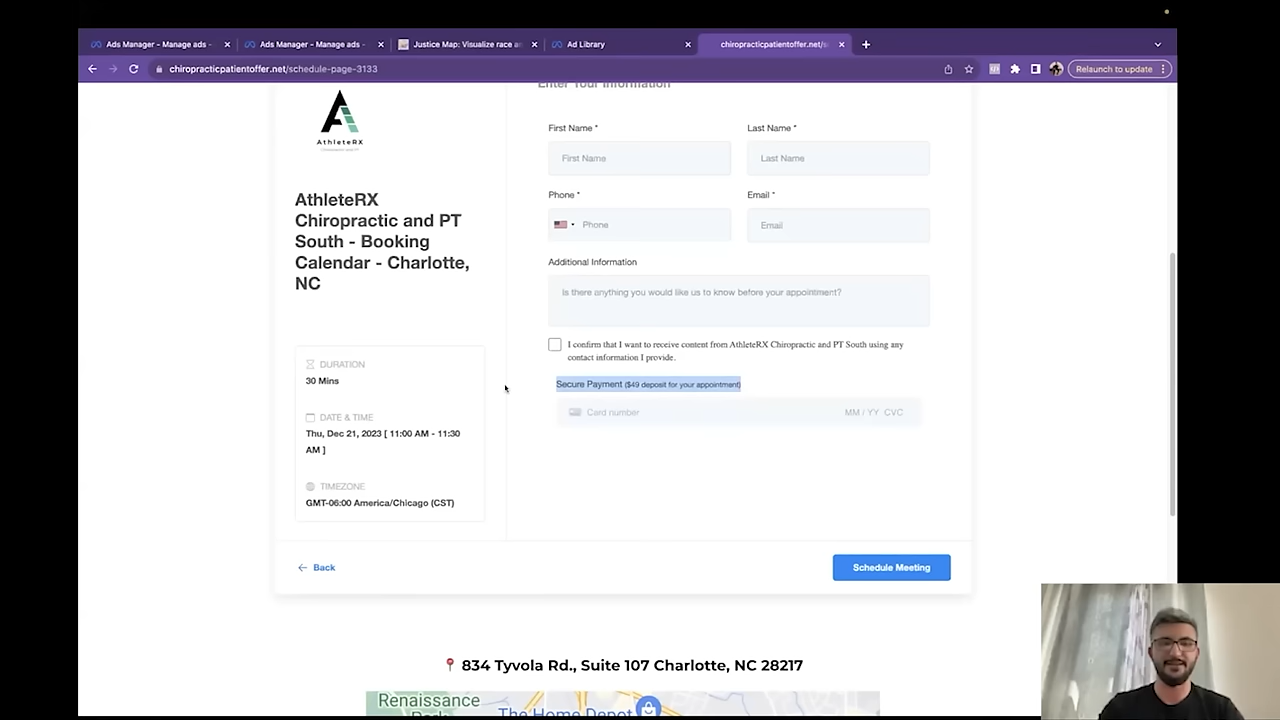 Ads Manager - Manage ads -
Ads Manager - Manage ads -
Justice Map: Visualize race a
Ad Library
chiropracticpatientoffer.net/s
chiropracticpatientoffer.net/schedule-page-3133
Relaunch to update
Enter Your Information
AthleteRX
AthleteRX
Chiropractic and PT
South - Booking
Calendar - Charlotte,
NC
DURATION
30 Mins
DATE & TIME
Thu, Dec 21, 2023 [ 11:00 AM - 11:30
AM ]
TIMEZONE
GMT-06:00 America/Chicago (CST)
First Name *
Last Name *
First Name
Last Name
Phone *
Email *
Phone
Email
Additional Information
Is there anything you would like us to know before your appointment?
I confirm that I want to receive content from AthleteRX Chiropractic and PT South using any
contact information I provide.
Secure Payment ($49 deposit for your appointment)
Card number
MM / YY CVC
Back
Schedule Meeting
834 Tyvola Rd., Suite 107 Charlotte, NC 28217
Renaissance
The Home Depot